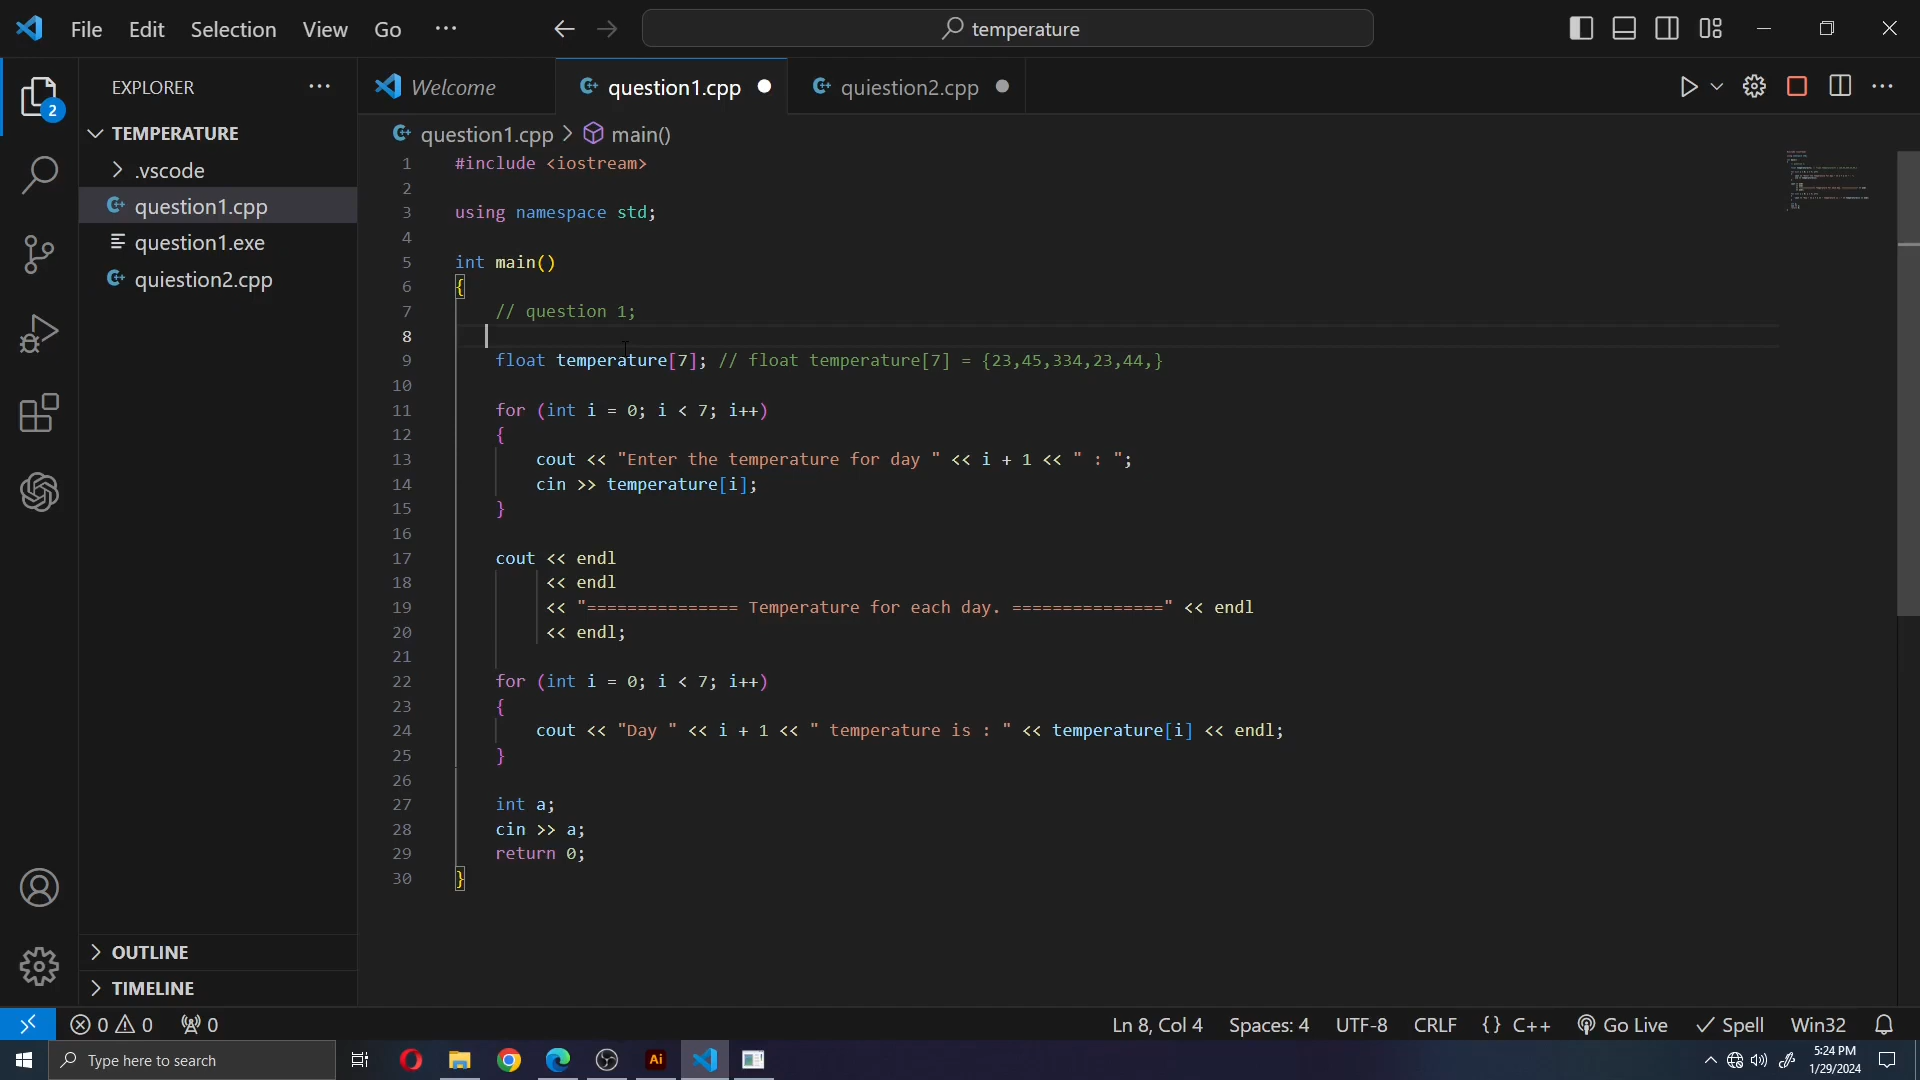 File Edit Selection View Go ··· temperature
EXPLORER ···
TEMPERATURE
.vscode
question1.cpp
question1.exe
quiestion2.cpp
OUTLINE
TIMELINE
2
Welcome question1.cpp quiestion2.cpp
question1.cpp > main()
1 #include <iostream>
2
3 using namespace std;
4
5 int main()
6 {
7 // question 1;
8
9 float temperature[7]; // float temperature[7] = {23,45,334,23,44,}
10
11 for (int i = 0; i < 7; i++)
12 {
13 cout << "Enter the temperature for day " << i + 1 << " : ";
14 cin >> temperature[i];
15 }
16
17 cout << endl
18 << endl
19 << "=============== Temperature for each day. ===============" << endl
20 << endl;
21
22 for (int i = 0; i < 7; i++)
23 {
24 cout << "Day " << i + 1 << " temperature is : " << temperature[i] << endl;
25 }
26
27 int a;
28 cin >> a;
29 return 0;
30 }
0 0 0 Ln 8, Col 4 Spaces: 4 UTF-8 CRLF {} C++ Go Live Spell Win32
Type here to search Ai 5:24 PM
1/29/2024